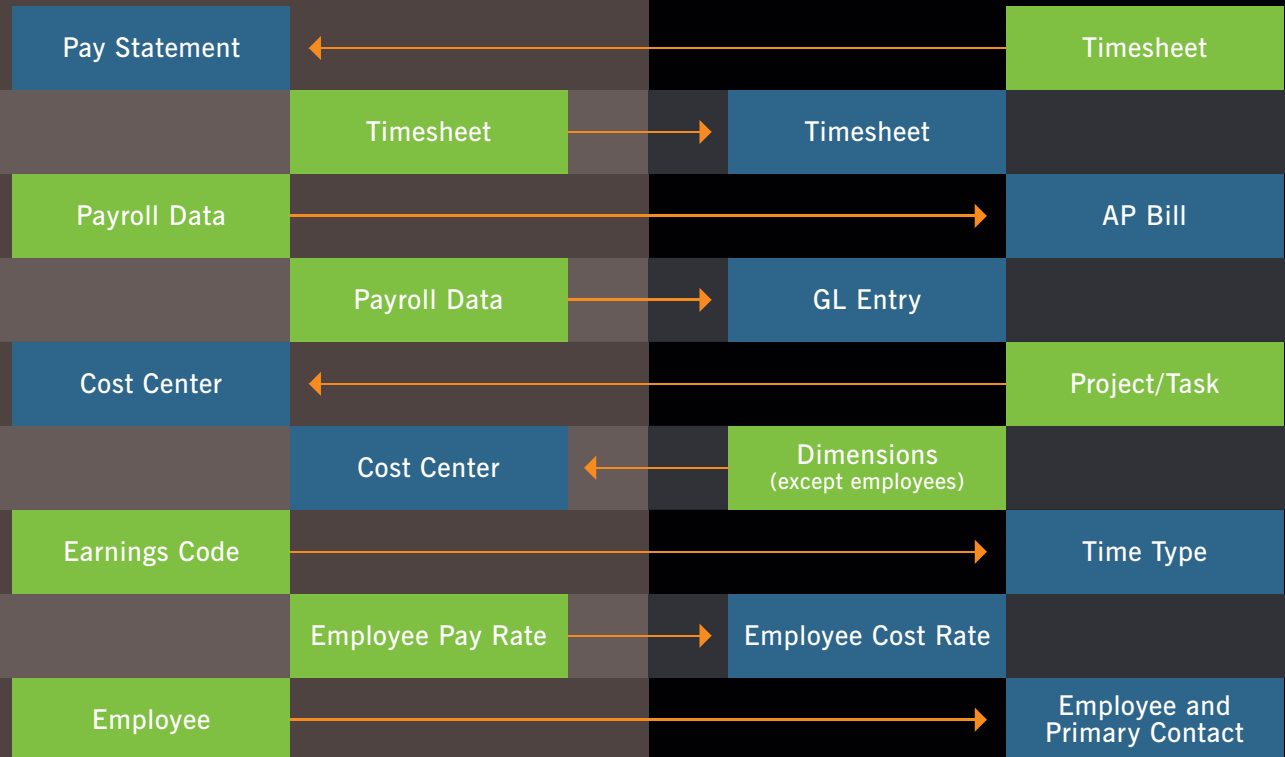 Pay Statement
Timesheet
Timesheet
Timesheet
Payroll Data
AP Bill
Payroll Data
GL Entry
Cost Center
Project/Task
Cost Center
Dimensions
(except employees)
Earnings Code
Time Type
Employee Pay Rate
Employee Cost Rate
Employee
Employee and
Primary Contact